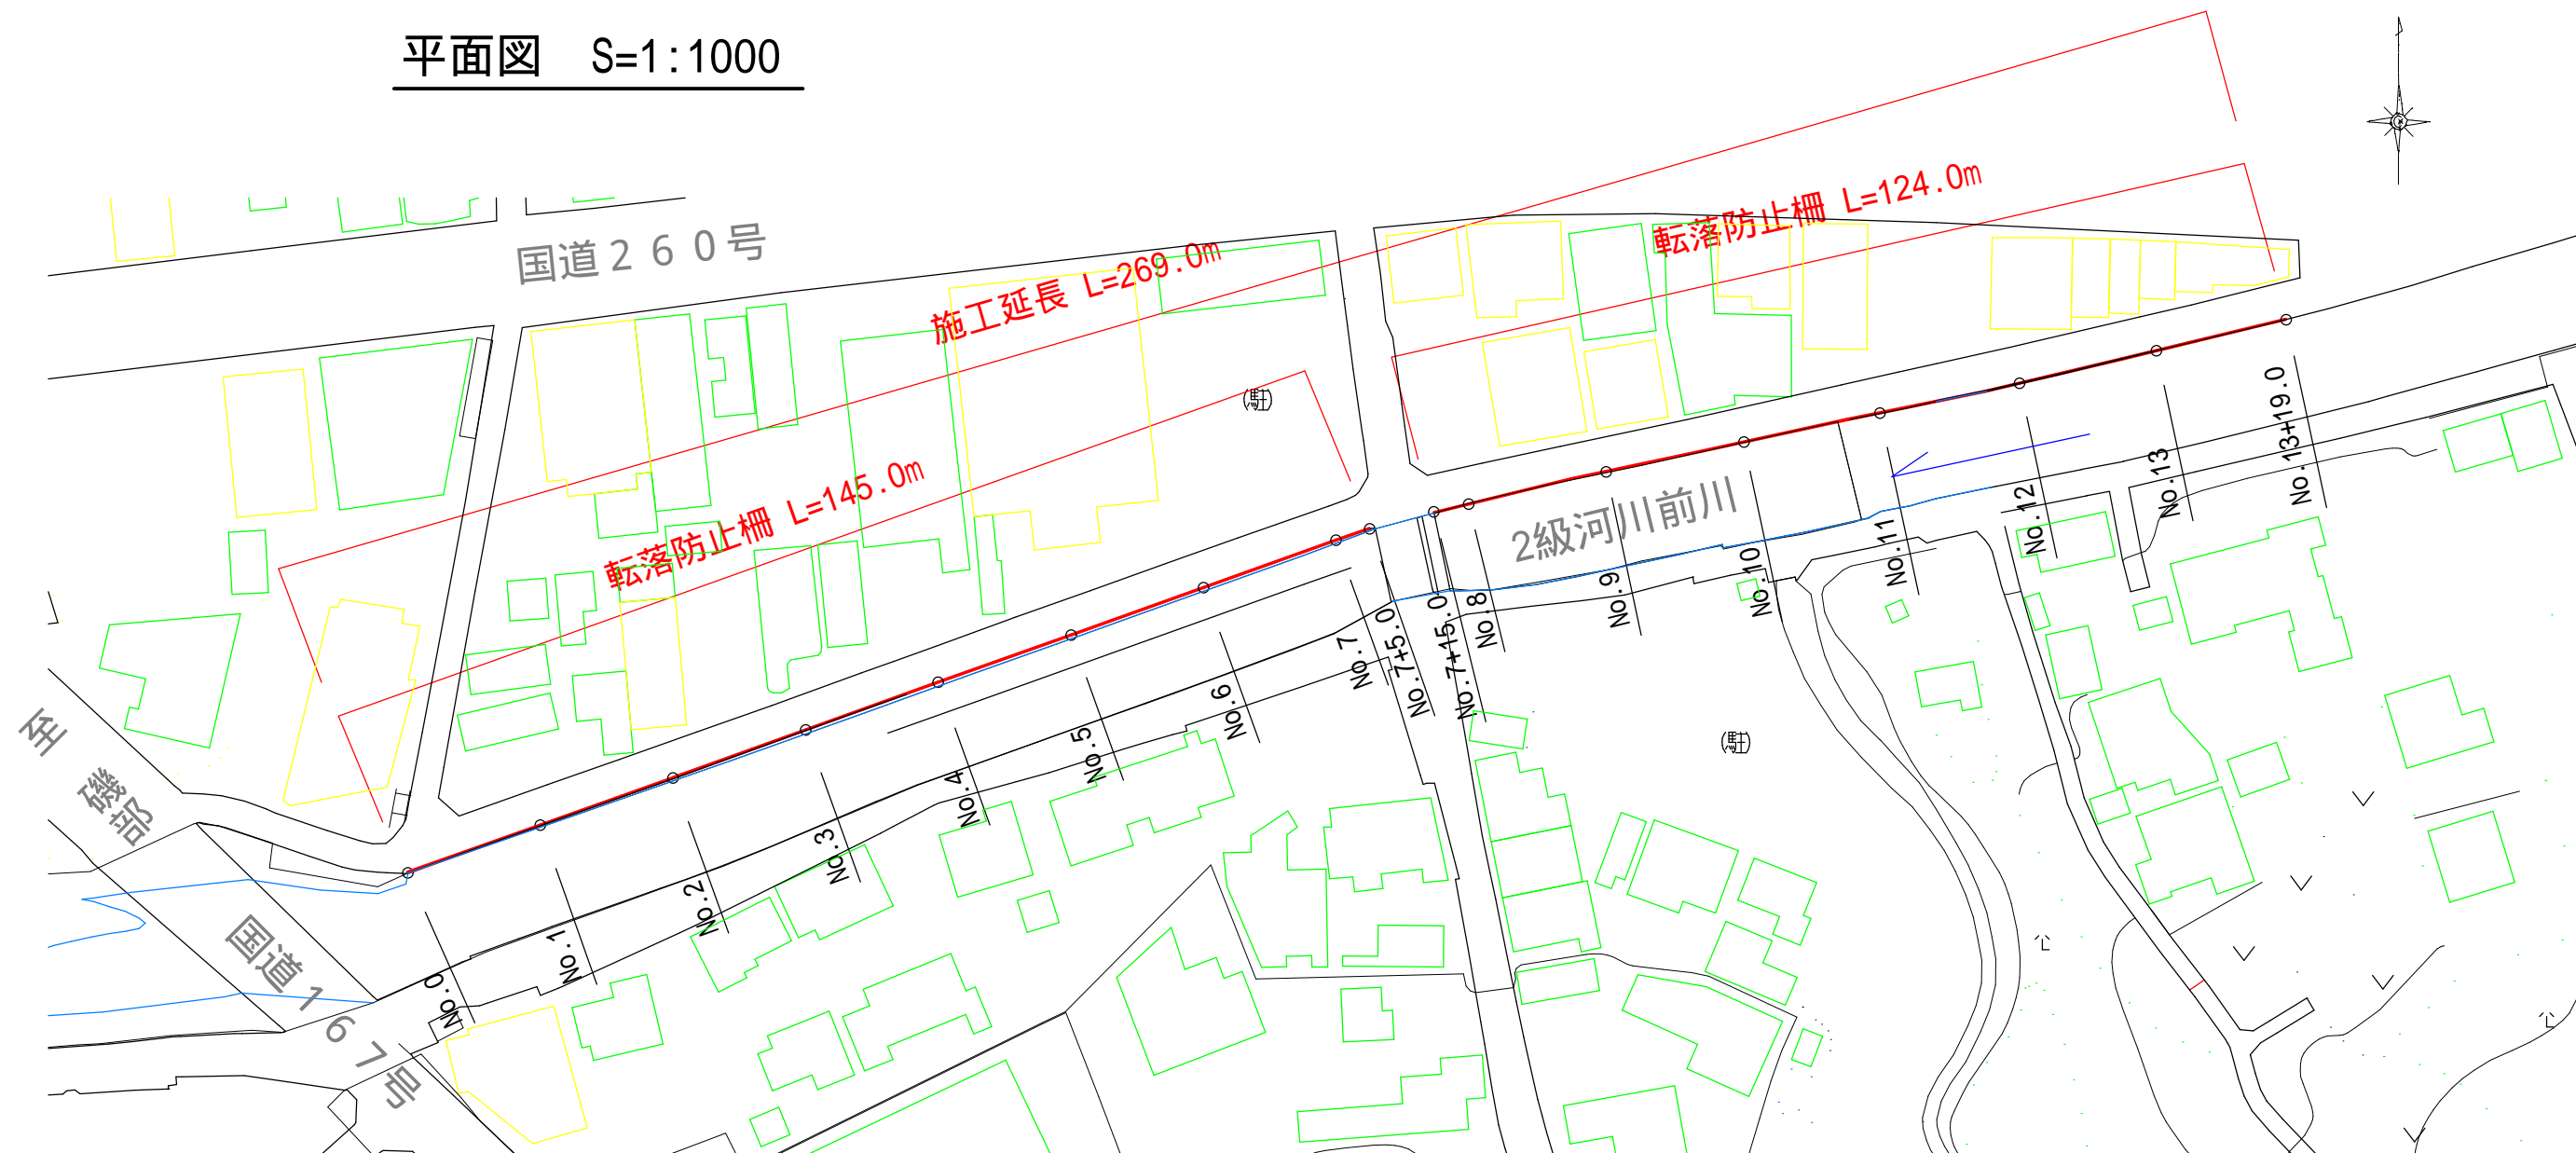 平面図 S=1:1000
国道260号
施工延長 L=269.0m
転落防止柵 L=124.0m
転落防止柵 L=145.0m
(駐)
2級河川前川
(駐)
至
磯部
国道167号
No.0
No.1
No.2
No.3
No.4
No.5
No.6
No.7
No.7+5.0
No.7+15.0
No.8
No.9
No.10
No.11
No.12
No.13
No.13+19.0